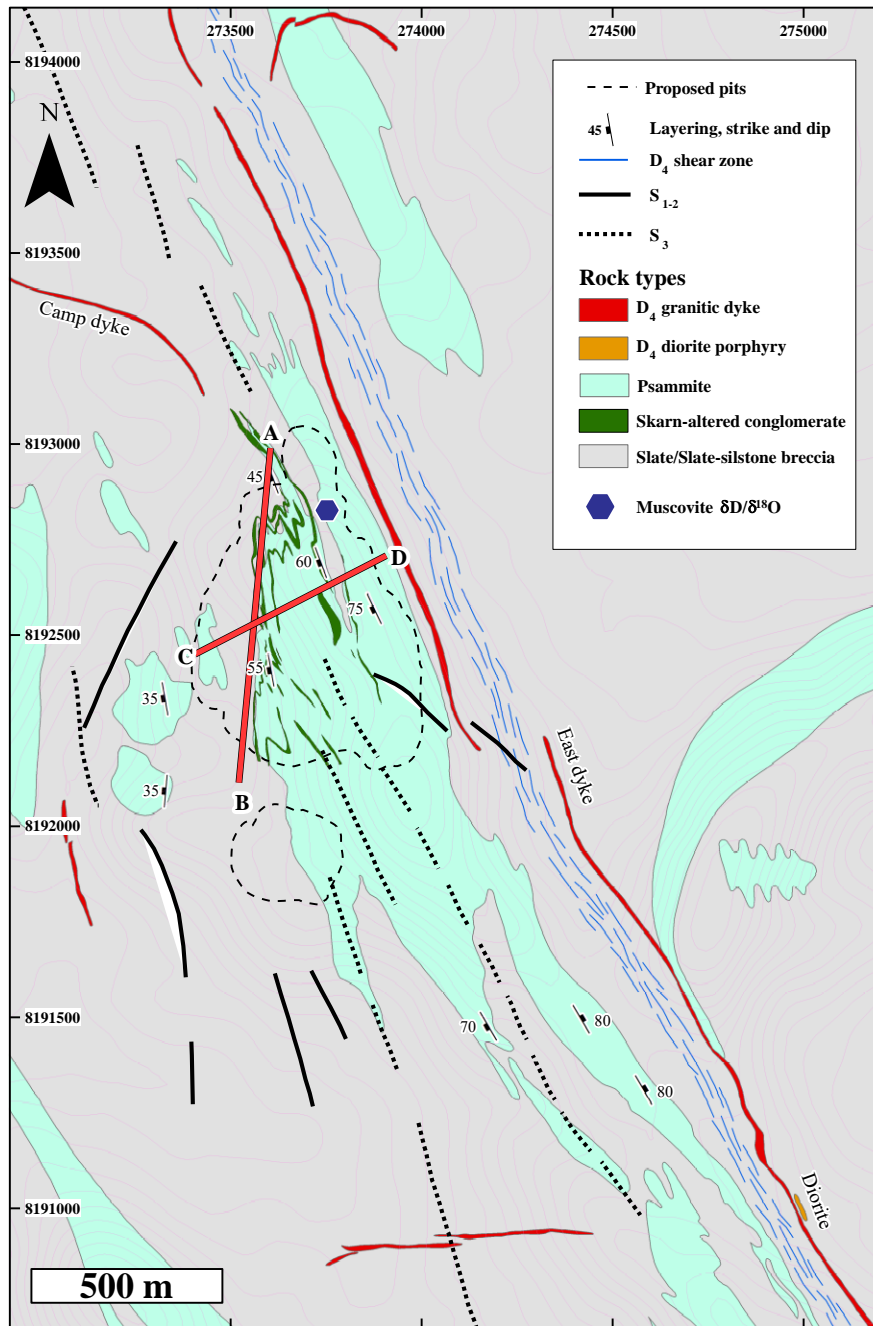 273500 274000 274500 275000
8194000
8193500
8193000
8192500
8192000
8191500
8191000
N
Proposed pits
45 Layering, strike and dip
D4 shear zone
S1-2
S3
Rock types
D4 granitic dyke
D4 diorite porphyry
Psammite
Skarn-altered conglomerate
Slate/Slate-silstone breccia
Muscovite δD/δ18O
Camp dyke
A
45
60
D
75
C
55
35
35
B
East dyke
70
80
80
Diorite
500 m